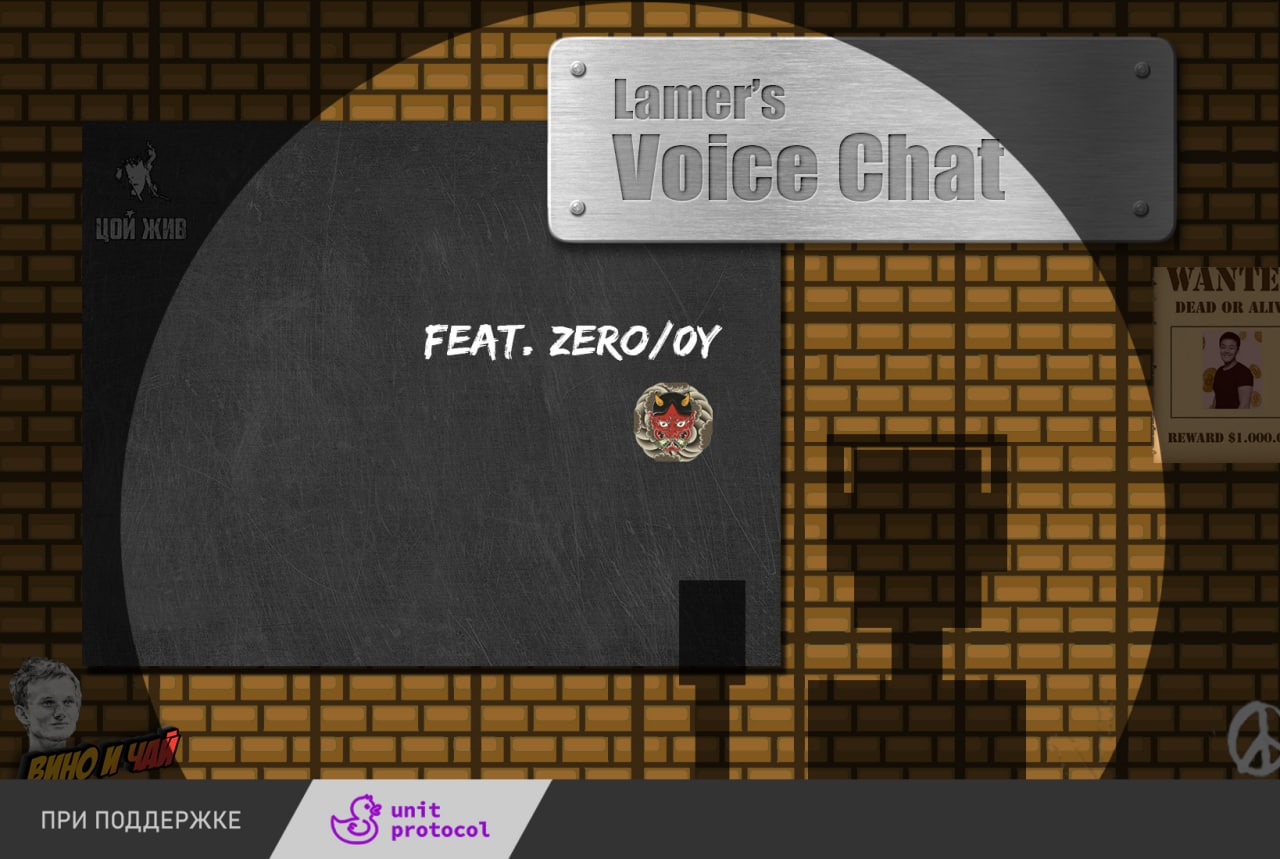 Lamer's
Voice Chat
ЦОЙ ЖИВ
WANTE
DEAD OR ALIV
FEAT. ZERO/OY
REWARD $1.000.
ВИНО И ЧАЙ
ПРИ ПОДДЕРЖКЕ
unit
protocol